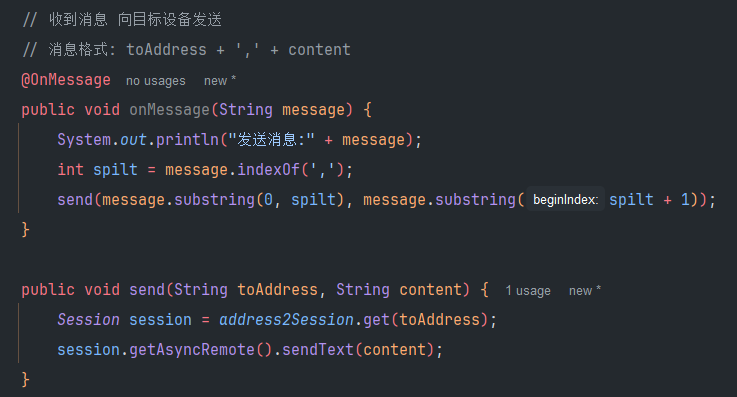 // 收到消息 向目标设备发送
// 消息格式: toAddress + ',' + content
@OnMessage no usages new *
public void onMessage(String message) {
System.out.println("发送消息:" + message);
int spilt = message.indexOf(',');
send(message.substring(0, spilt), message.substring( beginIndex: spilt + 1));
}
public void send(String toAddress, String content) { 1 usage new *
Session session = address2Session.get(toAddress);
session.getAsyncRemote().sendText(content);
}